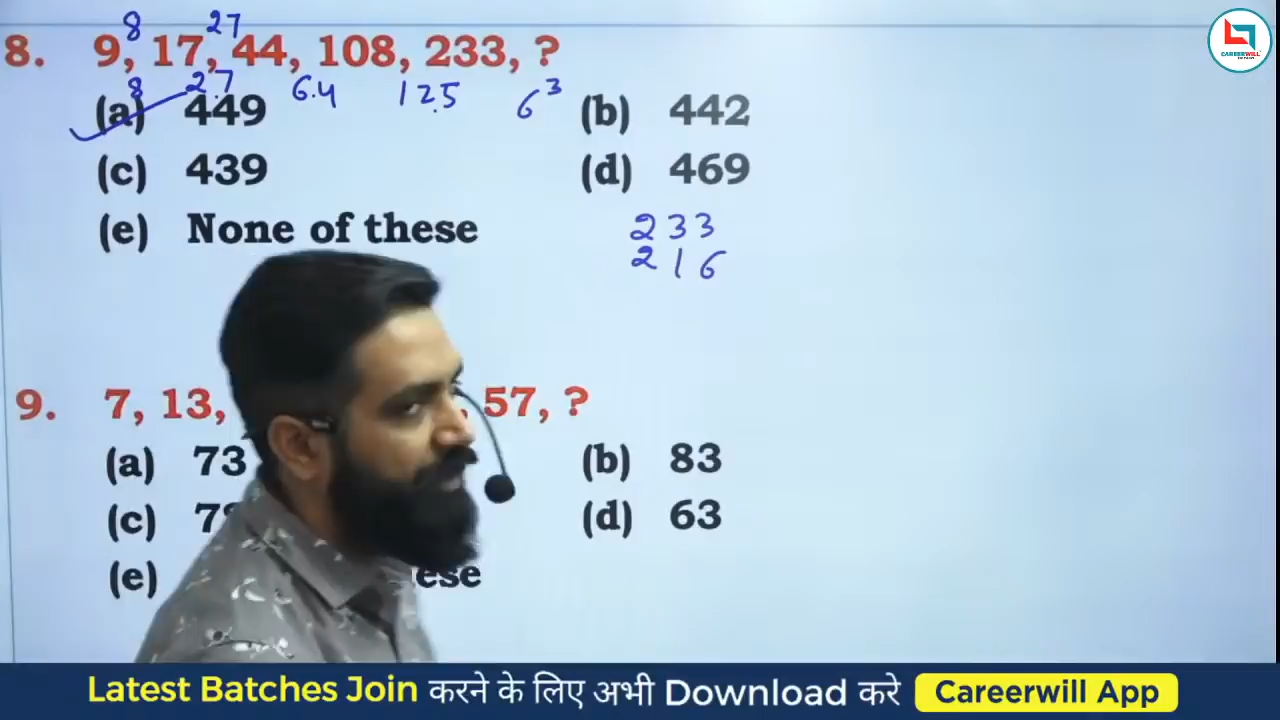 CAREERWILL
8 27
8. 9, 17, 44, 108, 233, ?
8 27 64 125 6³
(a) 449 (b) 442
(c) 439 (d) 469
(e) None of these
233
216
9. 7, 13, 57, ?
(a) 73 (b) 83
(c) 7 (d) 63
(e) ese
Latest Batches Join करने के लिए अभी Download करे Careerwill App